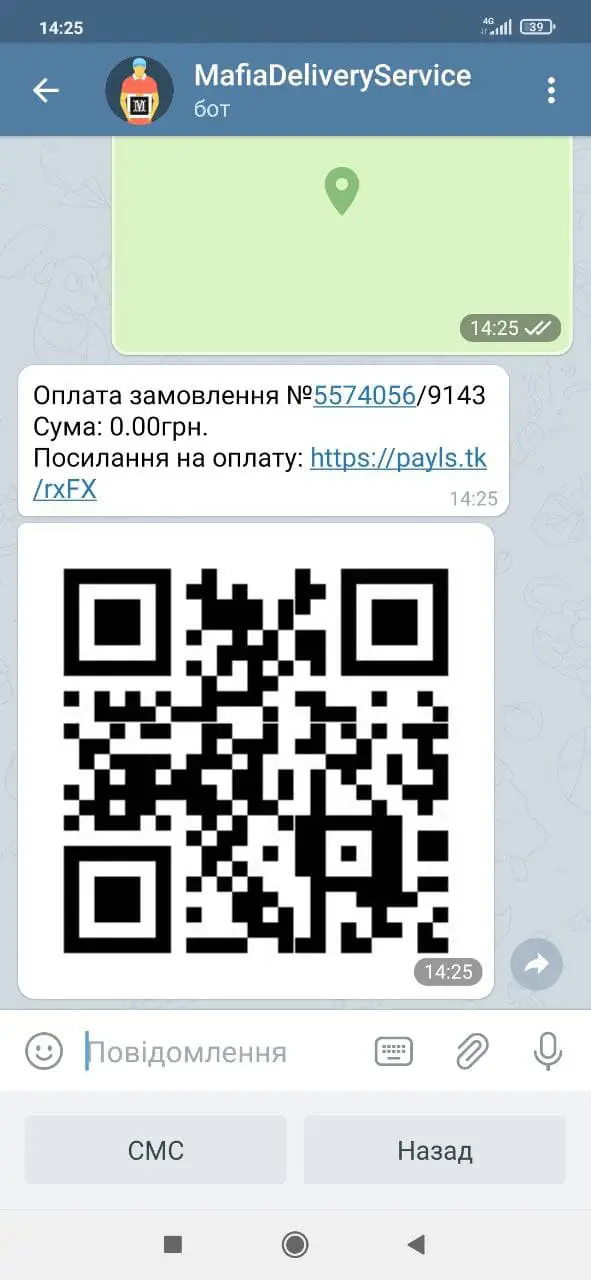 14:25
4G
39
MafiaDeliveryService
бот
M
14:25
Оплата замовлення №5574056/9143
Сума: 0.00грн.
Посилання на оплату: https://payls.tk
/rxFX
14:25
14:25
Повідомлення
СМС
Назад